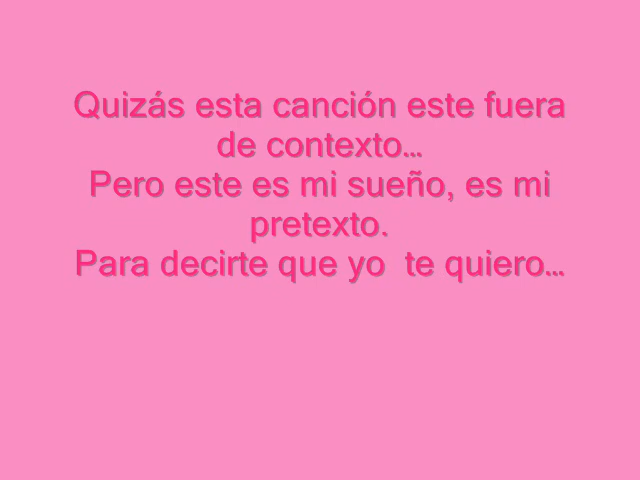 Quizás esta canción este fuera
de contexto...
Pero este es mi sueño, es mi
pretexto.
Para decirte que yo  te quiero...